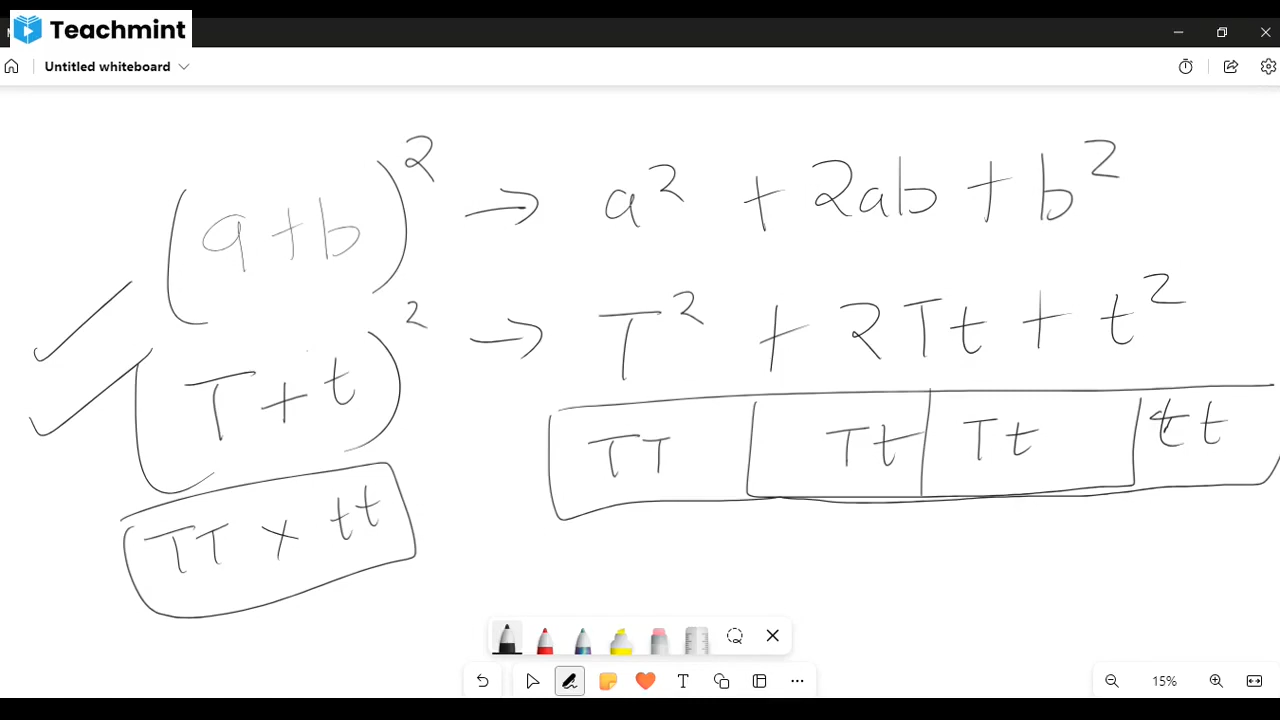 Teachmint
Untitled whiteboard
(a+b)² → a² + 2ab + b²
(T+t)² → T² + 2Tt + t²
TT Tt Tt tt
TT x tt
15%